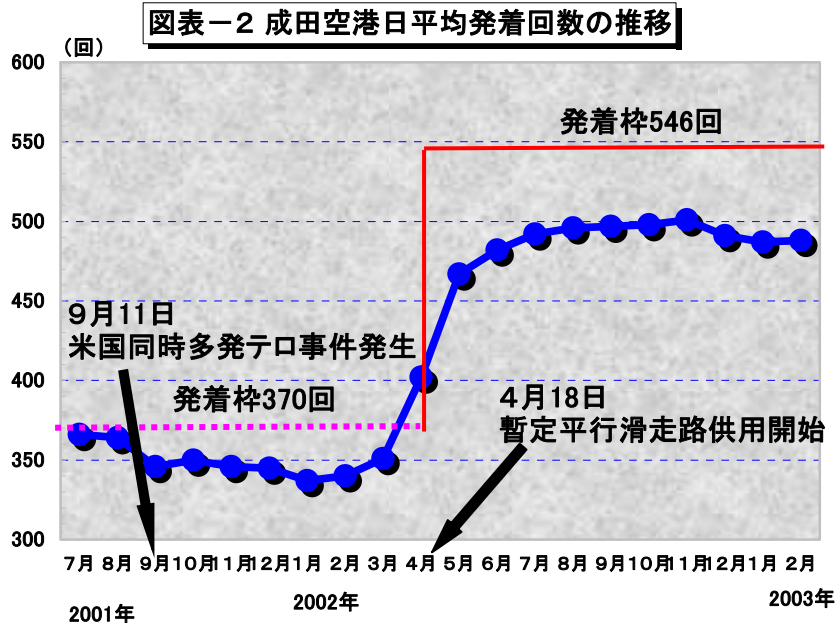 図表－２ 成田空港日平均発着回数の推移
（回）
600
550
500
450
400
350
300
発着枠546回
９月11日
米国同時多発テロ事件発生
発着枠370回
４月18日
暫定平行滑走路供用開始
7月 8月 9月 10月 11月 12月 1月 2月 3月 4月 5月 6月 7月 8月 9月 10月 11月 12月 1月 2月
2001年 2002年 2003年